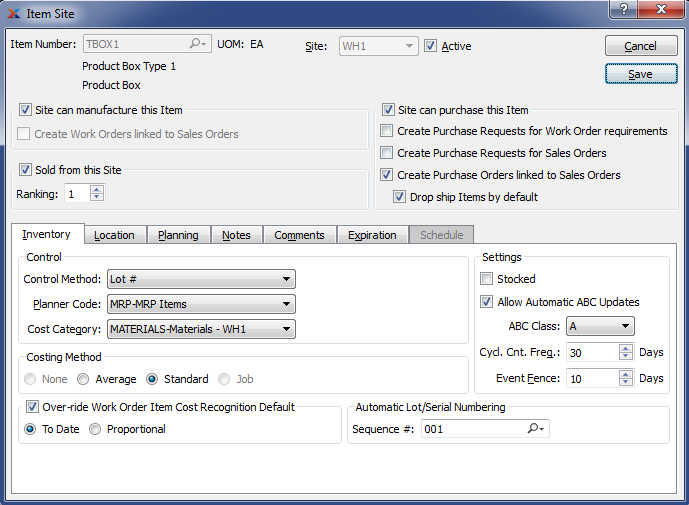 Item Site
Item Number: TBOX1 UOM: EA Site: WH1 Active Cancel
Product Box Type 1
Product Box
Save
Site can manufacture this Item
Create Work Orders linked to Sales Orders
Sold from this Site
Ranking: 1
Site can purchase this Item
Create Purchase Requests for Work Order requirements
Create Purchase Requests for Sales Orders
Create Purchase Orders linked to Sales Orders
Drop ship Items by default
Inventory Location Planning Notes Comments Expiration Schedule
Control
Control Method: Lot #
Planner Code: MRP-MRP Items
Cost Category: MATERIALS-Materials - WH1
Costing Method
None Average Standard Job
Settings
Stocked
Allow Automatic ABC Updates
ABC Class: A
Cycl. Cnt. Freq.: 30 Days
Event Fence: 10 Days
Over-ride Work Order Item Cost Recognition Default
To Date Proportional
Automatic Lot/Serial Numbering
Sequence #: 001